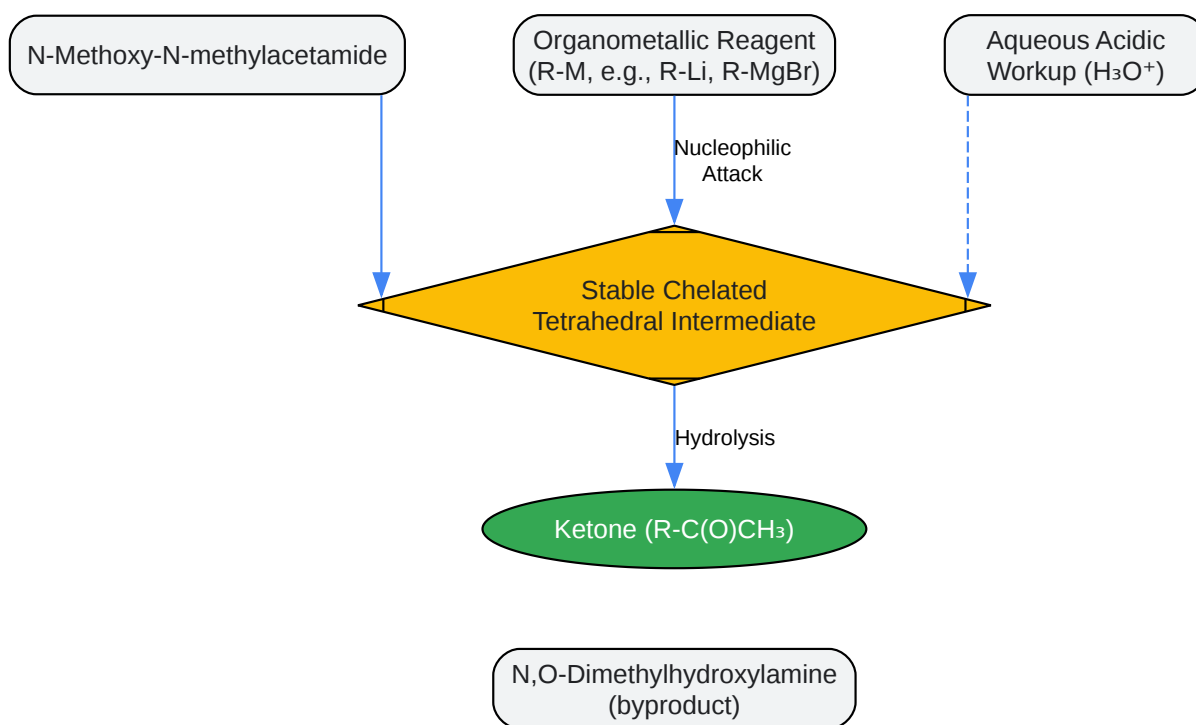 N-Methoxy-N-methylacetamide
Organometallic Reagent
(R-M, e.g., R-Li, R-MgBr)
Aqueous Acidic
Workup (H₃O⁺)
Nucleophilic
Attack
Stable Chelated
Tetrahedral Intermediate
Hydrolysis
Ketone (R-C(O)CH₃)
N,O-Dimethylhydroxylamine
(byproduct)